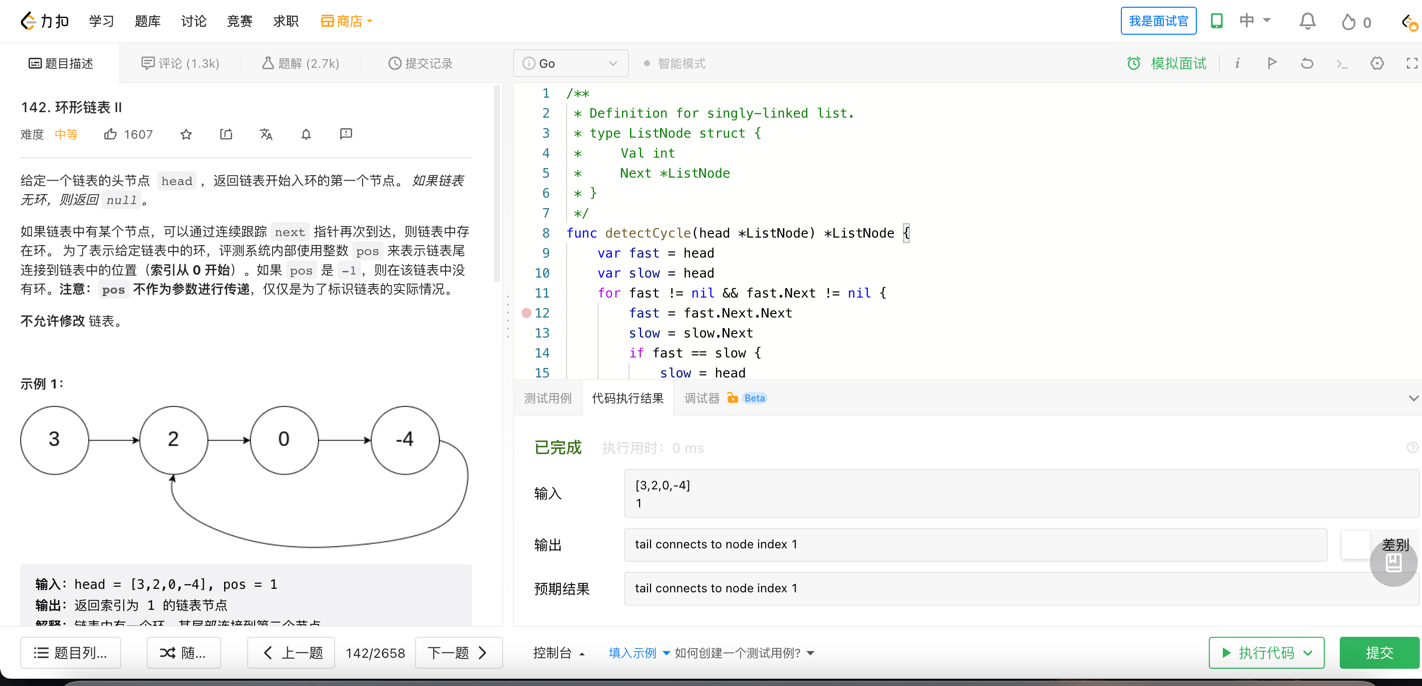 力扣 学习 题库 讨论 竞赛 求职 商店 我是面试官 中 0
题目描述 评论 (1.3k) 题解 (2.7k) 提交记录
142. 环形链表 II
难度 中等 1607
给定一个链表的头节点 head ，返回链表开始入环的第一个节点。 如果链表
无环，则返回 null 。
如果链表中有某个节点，可以通过连续跟踪 next 指针再次到达，则链表中存
在环。 为了表示给定链表中的环，评测系统内部使用整数 pos 来表示链表尾
连接到链表中的位置（索引从 0 开始）。如果 pos 是 -1，则在该链表中没
有环。注意：pos 不作为参数进行传递，仅仅是为了标识链表的实际情况。
不允许修改 链表。
示例 1：
3 2 0 -4
输入：head = [3,2,0,-4], pos = 1
输出：返回索引为 1 的链表节点
解释：链表中有一个环，其尾部连接到第二个节点
题目列... 随... 上一题 142/2658 下一题
Go 智能模式 模拟面试
1 /**
2 * Definition for singly-linked list.
3 * type ListNode struct {
4 * Val int
5 * Next *ListNode
6 * }
7 */
8 func detectCycle(head *ListNode) *ListNode {
9 var fast = head
10 var slow = head
11 for fast != nil && fast.Next != nil {
12 fast = fast.Next.Next
13 slow = slow.Next
14 if fast == slow {
15 slow = head
测试用例 代码执行结果 调试器 Beta
已完成 执行用时：0 ms
输入
[3,2,0,-4]
1
输出 tail connects to node index 1 差别
预期结果 tail connects to node index 1
控制台 填入示例 如何创建一个测试用例? 执行代码 提交